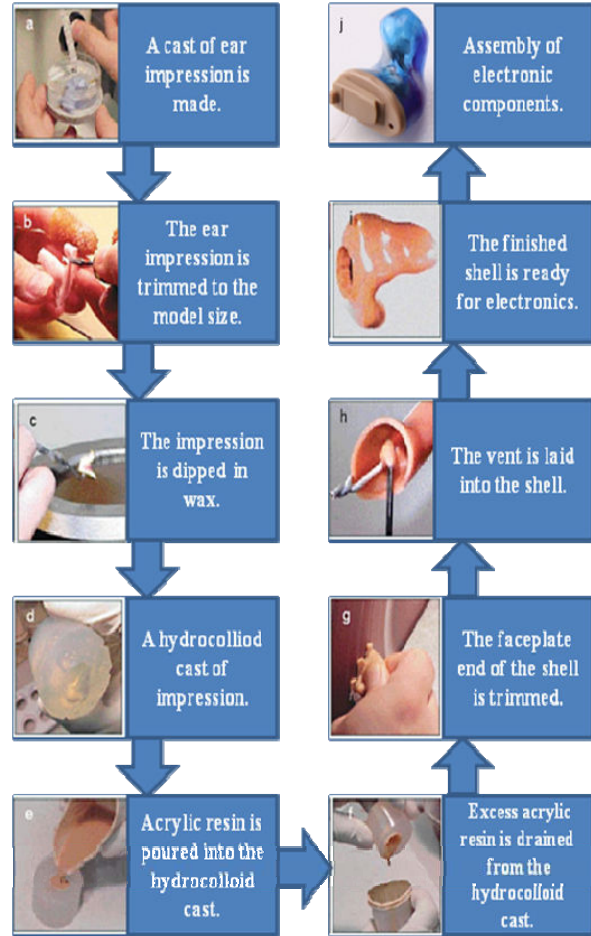 a
A cast of ear
impression is
made.
b
The ear
impression is
trimmed to the
model size.
c
The impression
is dipped in
wax.
d
A hydrocolliod
cast of
impression.
e
Acrylic resin is
poured into the
hydrocolloid
cast.
f
Excess acrylic
resin is drained
from the
hydrocolloid
cast.
g
The faceplate
end of the shell
is trimmed.
h
The vent is laid
into the shell.
i
The finished
shell is ready
for electronics.
j
Assembly of
electronic
components.